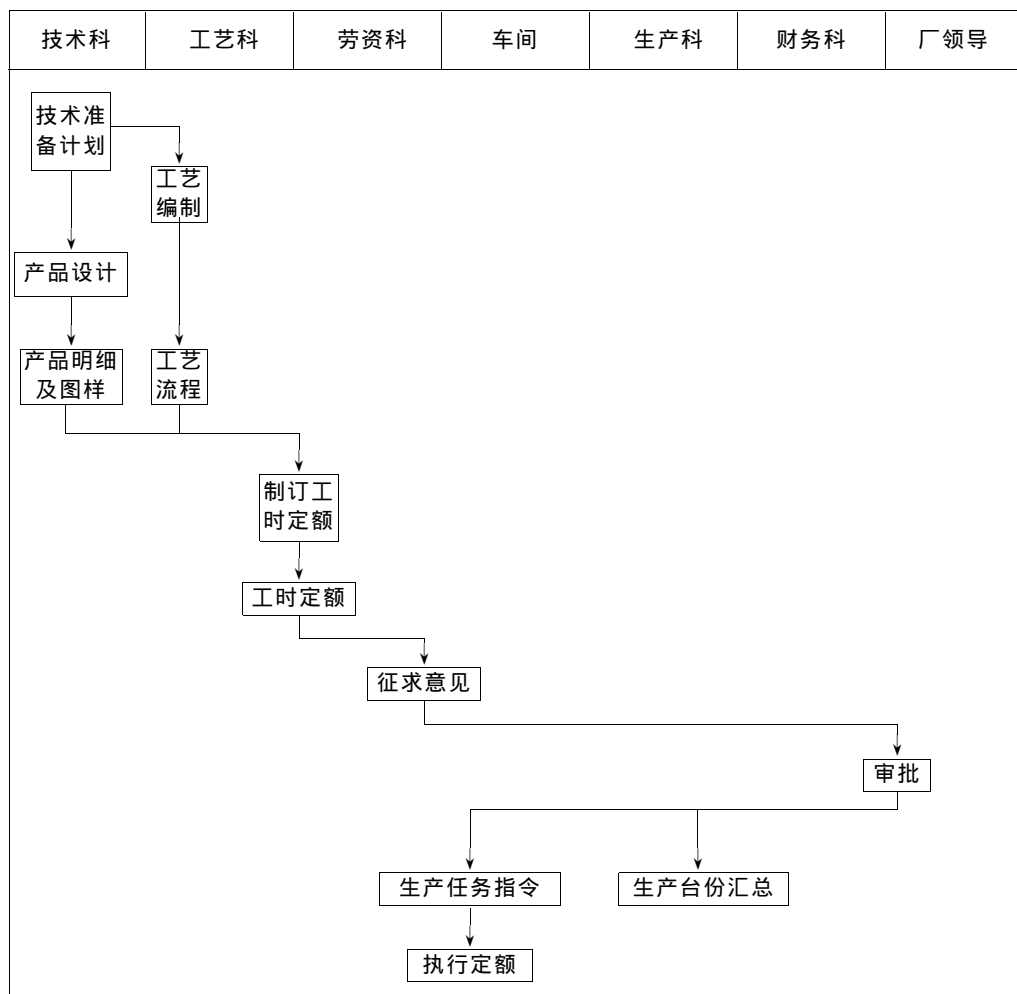 技术科 工艺科 劳资科 车间 生产科 财务科 厂领导
技术准
备计划
工艺
编制
产品设计
产品明细
及图样
工艺
流程
制订工
时定额
工时定额
征求意见
审批
生产任务指令
生产台份汇总
执行定额